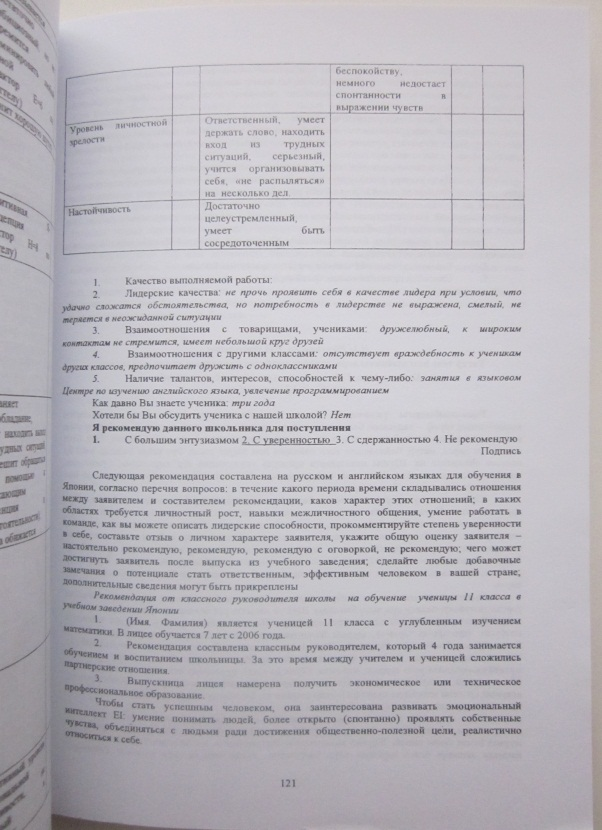 беспокойству,
немного недостает
спонтанности в
выражении чувств
Уровень личностной
зрелости
Ответственный, умеет
держать слово, находить
вход из трудных
ситуаций, серьезный,
учится организовывать
себя, «не распыляться»
на несколько дел.
Настойчивость
Достаточно
целеустремленный,
умеет быть
сосредоточенным
1. Качество выполняемой работы:
2. Лидерские качества: не прочь проявить себя в качестве лидера при условии, что
удачно сложатся обстоятельства, но потребность в лидерстве не выражена, смелый, не
теряется в неожиданной ситуации
3. Взаимоотношения с товарищами, учениками: дружелюбный, к широким
контактам не стремится, имеет небольшой круг друзей
4. Взаимоотношения с другими классами: отсутствует враждебность к ученикам
других классов, предпочитает дружить с одноклассниками
5. Наличие талантов, интересов, способностей к чему-либо: занятия в языковом
Центре по изучению английского языка, увлечение программированием
Как давно Вы знаете ученика: три года
Хотели бы Вы обсудить ученика с нашей школой? Нет
Я рекомендую данного школьника для поступления
1. С большим энтузиазмом 2. С уверенностью 3. С сдержанностью 4. Не рекомендую
Подпись
Следующая рекомендация составлена на русском и английском языках для обучения в
Японии, согласно перечня вопросов: в течение какого периода времени складывались отношения
между заявителем и составителем рекомендации, каков характер этих отношений; в каких
областях требуется личностный рост, навыки межличностного общения, умение работать в
команде, как вы можете описать лидерские способности, прокомментируйте степень уверенности
в себе, составьте отзыв о личном характере заявителя, укажите общую оценку заявителя –
настоятельно рекомендую, рекомендую, рекомендую с оговоркой, не рекомендую; чего может
достигнуть заявитель после выпуска из учебного заведения; сделайте любые добавочные
замечания о потенциале стать ответственным, эффективным человеком в вашей стране;
дополнительные сведения могут быть прикреплены
Рекомендация от классного руководителя школы на обучение ученицы 11 класса в
учебном заведении Японии
1. (Имя. Фамилия) является ученицей 11 класса с углубленным изучением
математики. В лицее обучается 7 лет с 2006 года.
2. Рекомендация составлена классным руководителем, который 4 года занимается
обучением и воспитанием школьницы. За это время между учителем и ученицей сложились
партнерские отношения.
3. Выпускница лицея намерена получить экономическое или техническое
профессиональное образование.
Чтобы стать успешным человеком, она заинтересована развивать эмоциональный
интеллект EI: умение понимать людей, более открыто (спонтанно) проявлять собственные
чувства, объединяться с людьми ради достижения общественно-полезной цели, реалистично
относиться к себе.
121